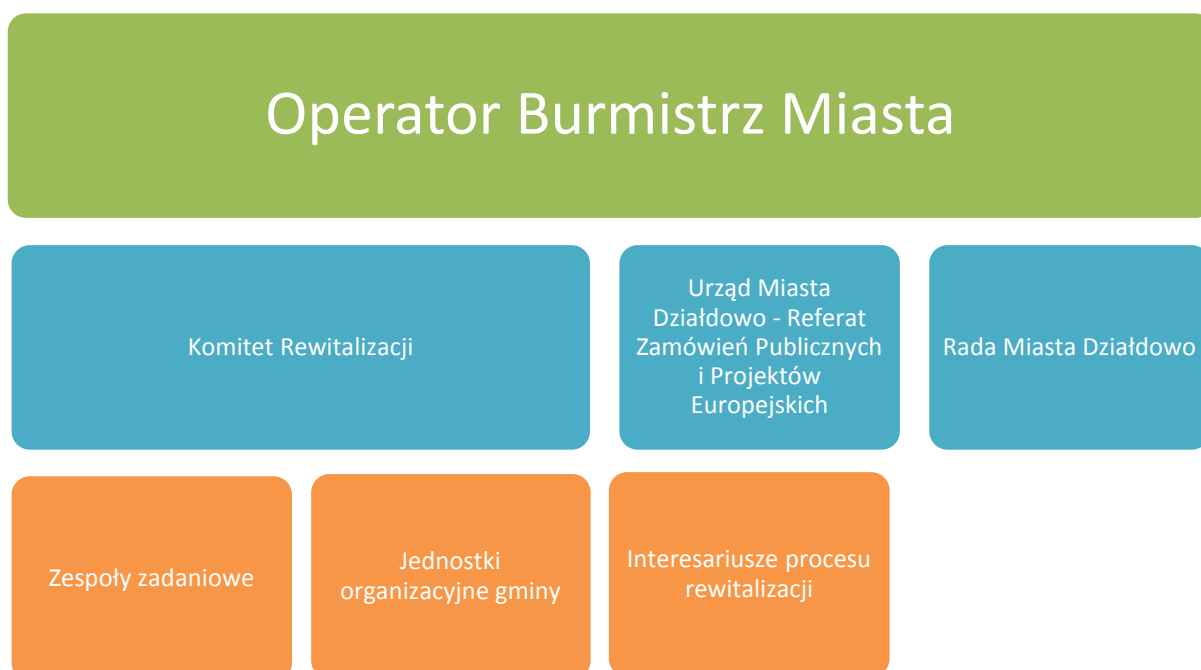 Operator Burmistrz Miasta
Komitet Rewitalizacji
Urząd Miasta
Działdowo - Referat
Zamówień Publicznych
i Projektów
Europejskich
Rada Miasta Działdowo
Zespoły zadaniowe
Jednostki
organizacyjne gminy
Interesariusze procesu
rewitalizacji